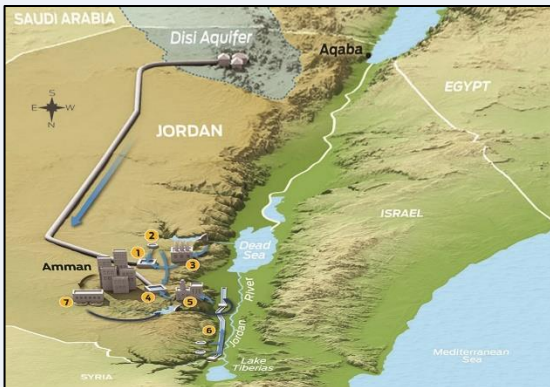 SAUDI ARABIA
Disi Aquifer
Aqaba
EGYPT
S
E W
N
JORDAN
ISRAEL
2
1
3
Dead
Sea
Amman
4
5
7
River
Jordan
6
Lake
Tiberias
Mediterranean
Sea
SYRIA